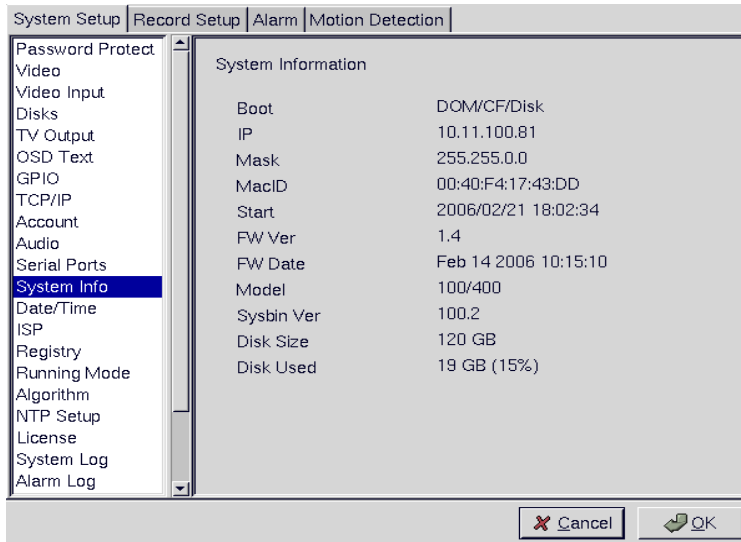 System Setup Record Setup Alarm Motion Detection
Password Protect
Video
Video Input
Disks
TV Output
OSD Text
GPIO
TCP/IP
Account
Audio
Serial Ports
System Info
Date/Time
ISP
Registry
Running Mode
Algorithm
NTP Setup
License
System Log
Alarm Log
System Information
Boot DOM/CF/Disk
IP 10.11.100.81
Mask 255.255.0.0
MacID 00:40:F4:17:43:DD
Start 2006/02/21 18:02:34
FW Ver 1.4
FW Date Feb 14 2006 10:15:10
Model 100/400
Sysbin Ver 100.2
Disk Size 120 GB
Disk Used 19 GB (15%)
Cancel OK